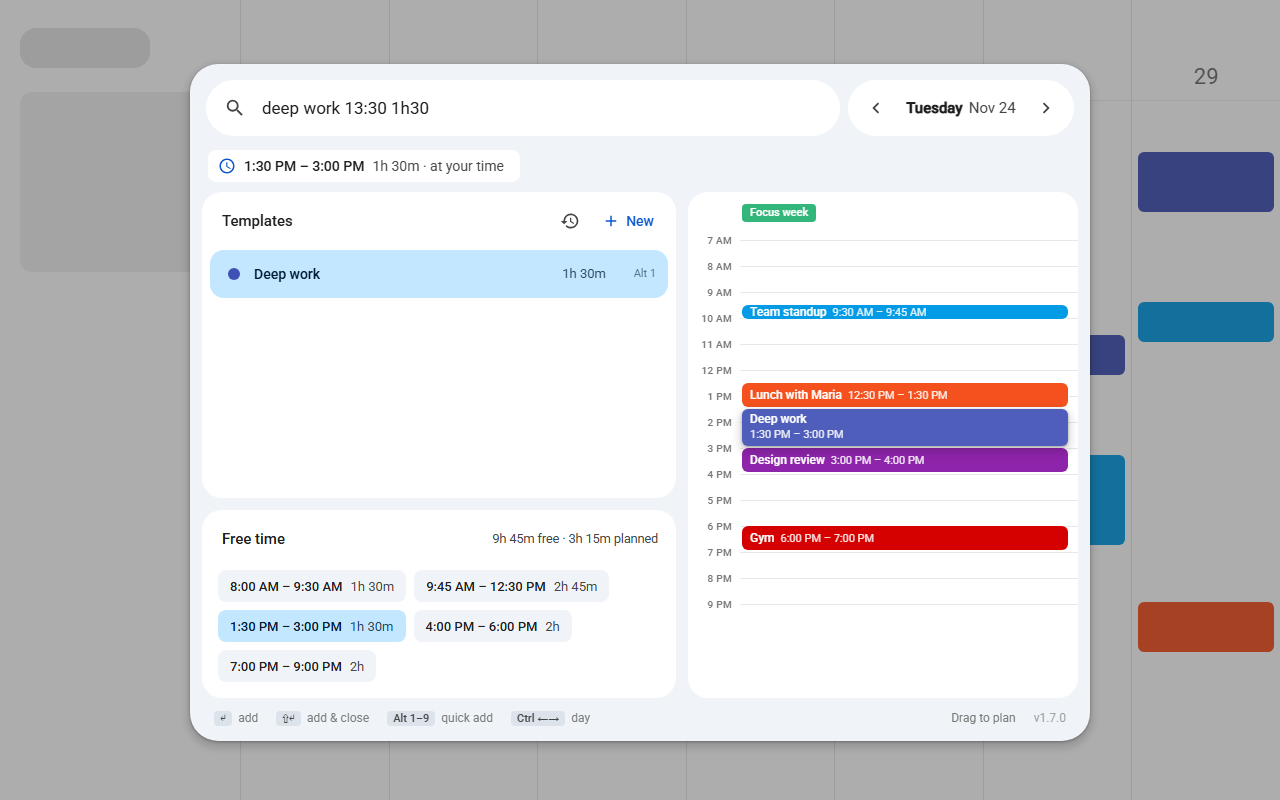 29
deep work 13:30 1h30
Tuesday Nov 24
1:30 PM – 3:00 PM 1h 30m · at your time
Templates
New
Deep work 1h 30m Alt 1
Free time
9h 45m free · 3h 15m planned
8:00 AM – 9:30 AM 1h 30m
9:45 AM – 12:30 PM 2h 45m
1:30 PM – 3:00 PM 1h 30m
4:00 PM – 6:00 PM 2h
7:00 PM – 9:00 PM 2h
Focus week
7 AM
8 AM
9 AM
Team standup 9:30 AM – 9:45 AM
10 AM
11 AM
12 PM
Lunch with Maria 12:30 PM – 1:30 PM
1 PM
Deep work
1:30 PM – 3:00 PM
2 PM
3 PM
Design review 3:00 PM – 4:00 PM
4 PM
5 PM
6 PM
Gym 6:00 PM – 7:00 PM
7 PM
8 PM
9 PM
↵ add
⇧↵ add & close
Alt 1–9 quick add
Ctrl ←→ day
Drag to plan
v1.7.0